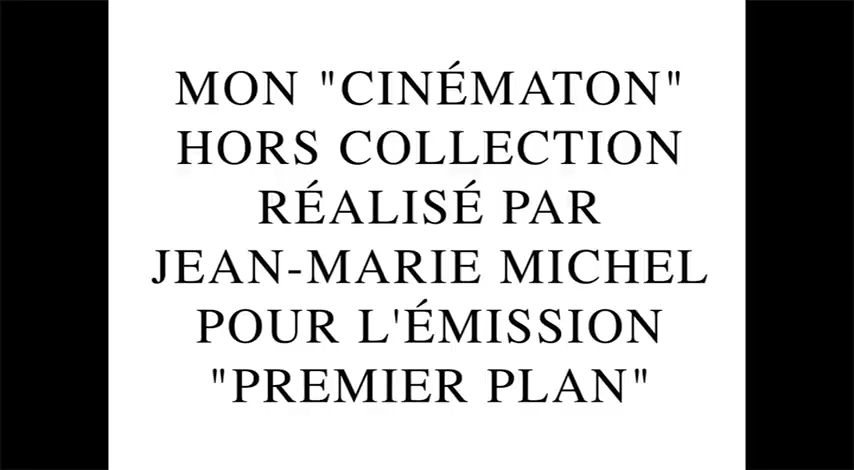 MON "CINÉMATON"
HORS COLLECTION
RÉALISÉ PAR
JEAN-MARIE MICHEL
POUR L'ÉMISSION
"PREMIER PLAN"